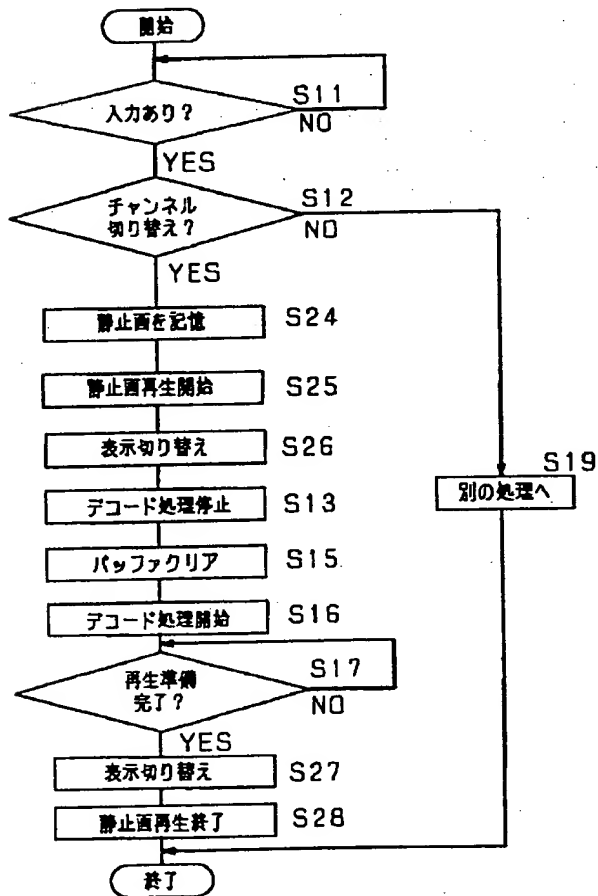 開始
入力あり?
S11
NO
YES
チャンネル
切り替え?
S12
NO
YES
静止画を記憶
S24
静止画再生開始
S25
表示切り替え
S26
デコード処理停止
S13
バッファクリア
S15
デコード処理開始
S16
再生準備
完了?
S17
NO
YES
表示切り替え
S27
静止画再生終了
S28
別の処理へ
S19
終了